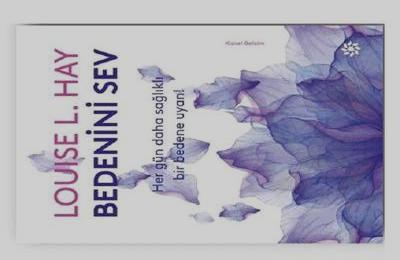 LOUISE L. HAY
BEDENİNİ SEV
Her gün daha sağlıklı
bir bedene uyan!
Kişisel Gelişim